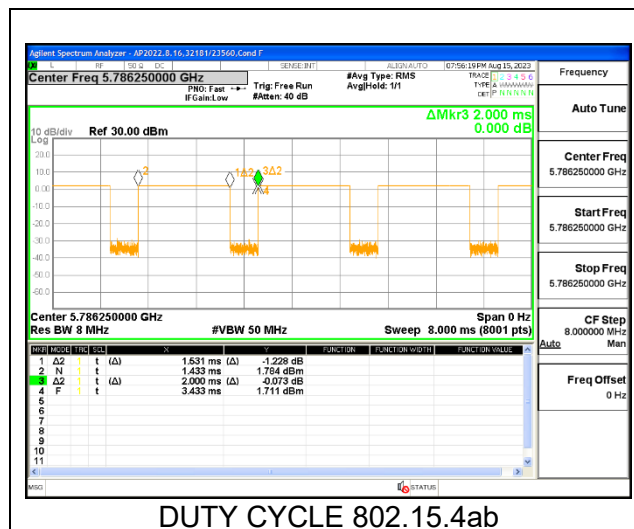 Agilent Spectrum Analyzer - AP2022.8.16,32181/23560,Cond F
L RF 50 Ω DC SENSE:INT ALIGN AUTO 07:56:19 PM Aug 15, 2023
Center Freq 5.786250000 GHz
PNO: Fast
IFGain:Low
Trig: Free Run
#Atten: 40 dB
#Avg Type: RMS
Avg|Hold: 1/1
TRACE 1 2 3 4 5 6
TYPE A WWWWW
DET P N N N N N
ΔMkr3 2.000 ms
0.000 dB
10 dB/div Ref 30.00 dBm
Log
20.0
10.0
0.00
-10.0
-20.0
-30.0
-40.0
-50.0
-60.0
2
1Δ2
3Δ2
4
Center 5.786250000 GHz Span 0 Hz
Res BW 8 MHz #VBW 50 MHz Sweep 8.000 ms (8001 pts)
MKR MODE TRC SCL X Y FUNCTION FUNCTION WIDTH FUNCTION VALUE
1 Δ2 1 t (Δ) 1.531 ms (Δ) -1.228 dB
2 N 1 t 1.433 ms 1.784 dBm
3 Δ2 1 t (Δ) 2.000 ms (Δ) -0.073 dB
4 F 1 t 3.433 ms 1.711 dBm
5
6
7
8
9
10
11
MSG STATUS
Frequency
Auto Tune
Center Freq
5.786250000 GHz
Start Freq
5.786250000 GHz
Stop Freq
5.786250000 GHz
CF Step
8.000000 MHz
Auto Man
Freq Offset
0 Hz
DUTY CYCLE 802.15.4ab